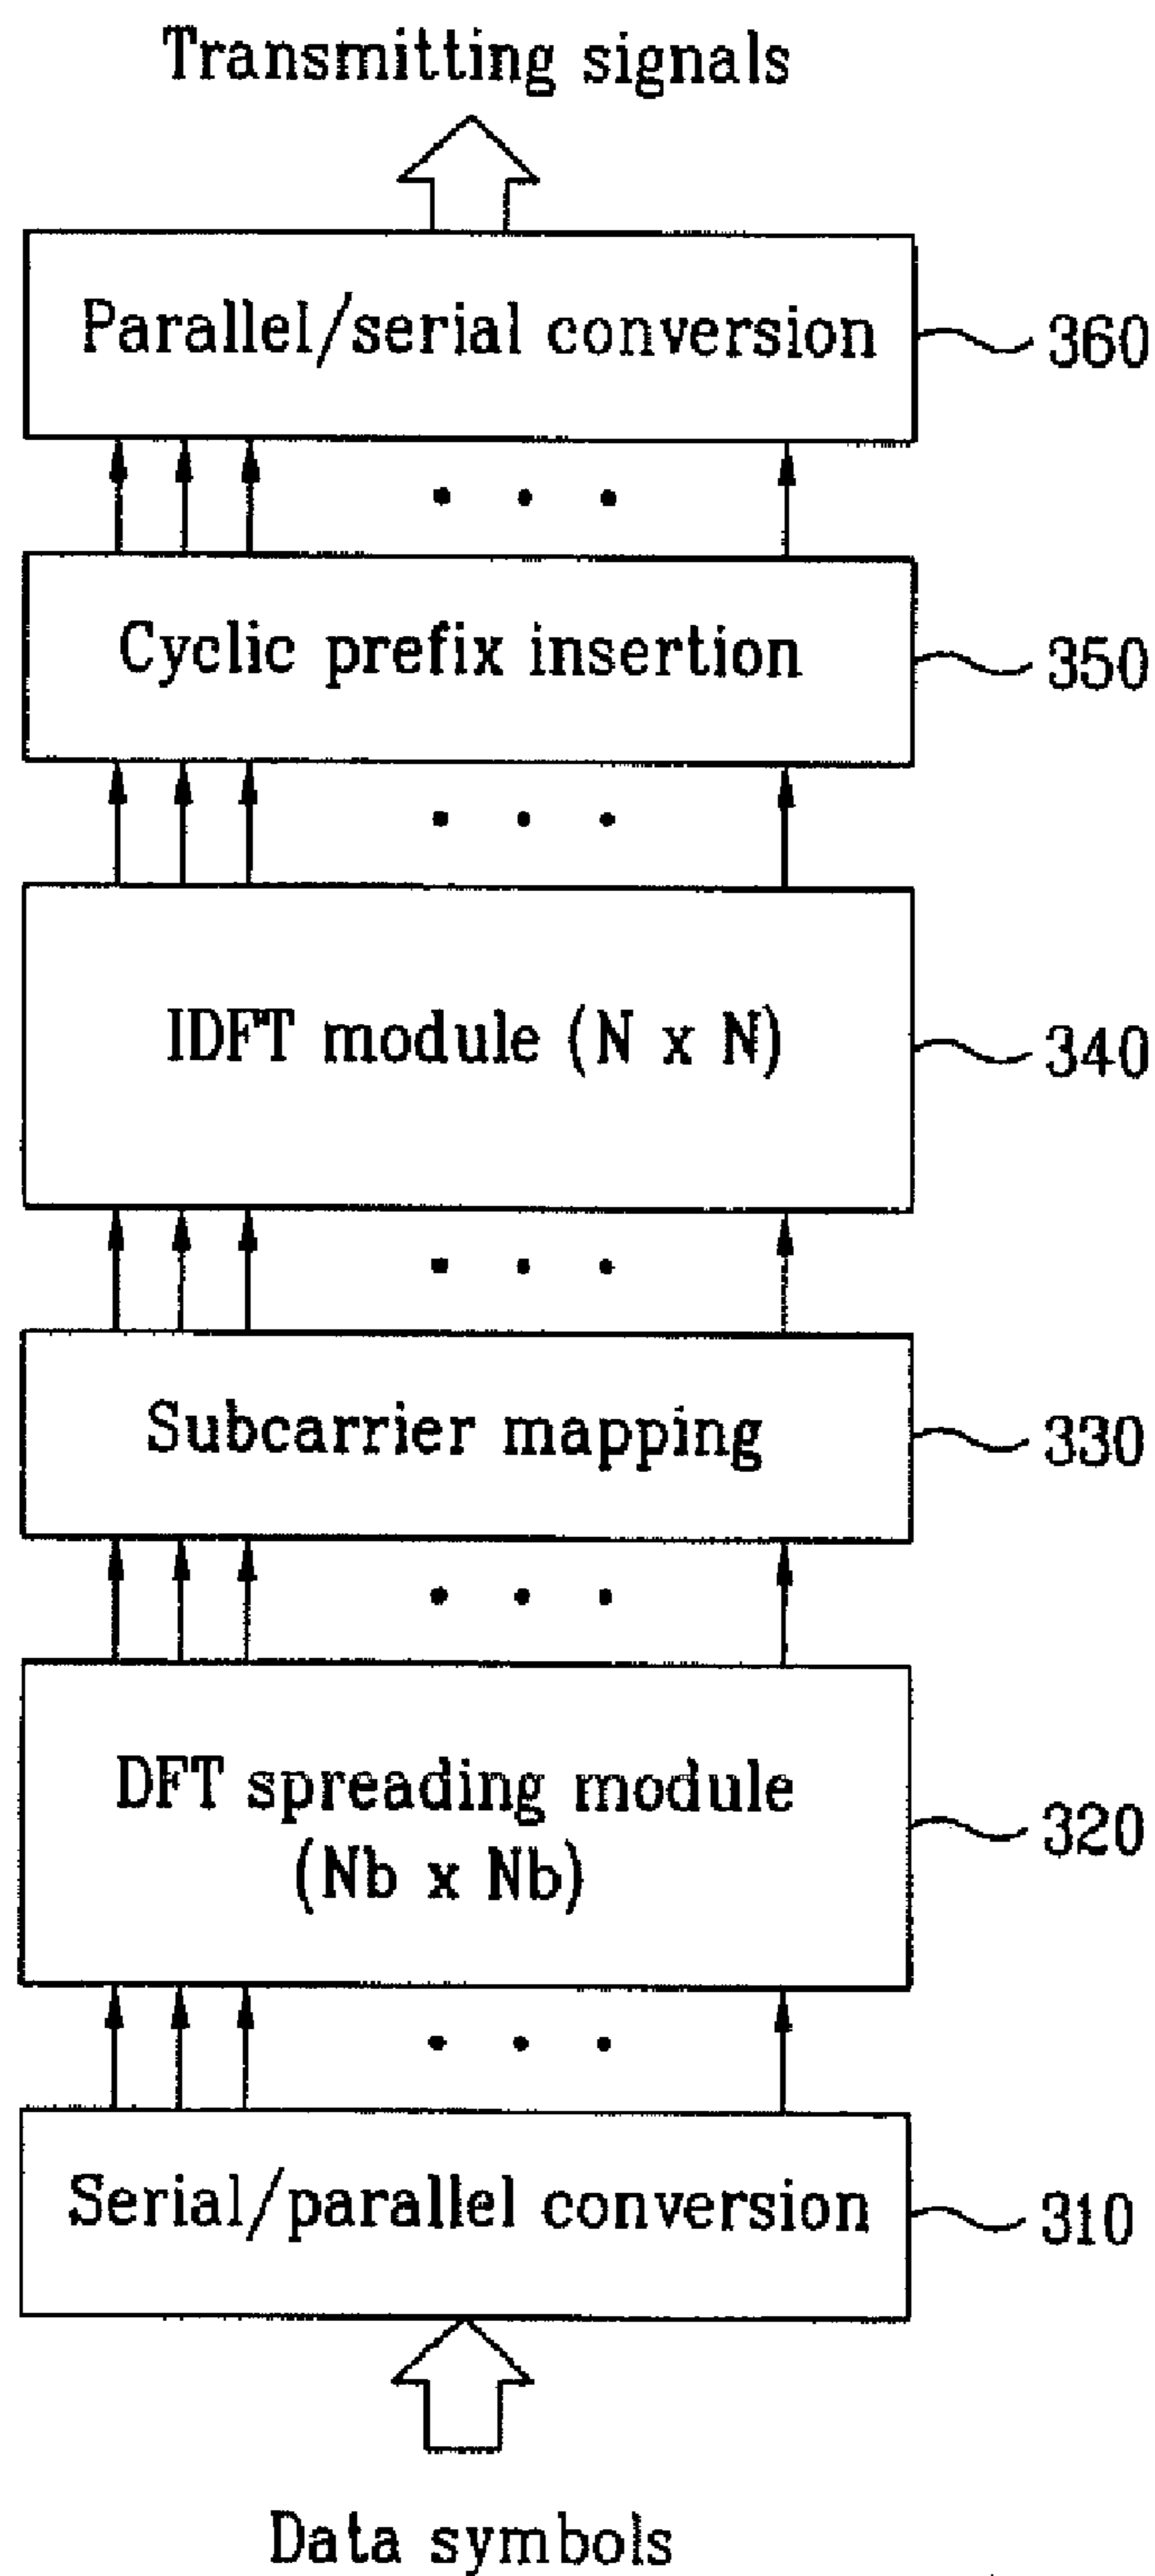 Transmitting signals
Parallel/serial conversion
360
Cyclic prefix insertion
350
IDFT module (N x N)
340
Subcarrier mapping
330
DFT spreading module
(Nb x Nb)
320
Serial/parallel conversion
310
Data symbols